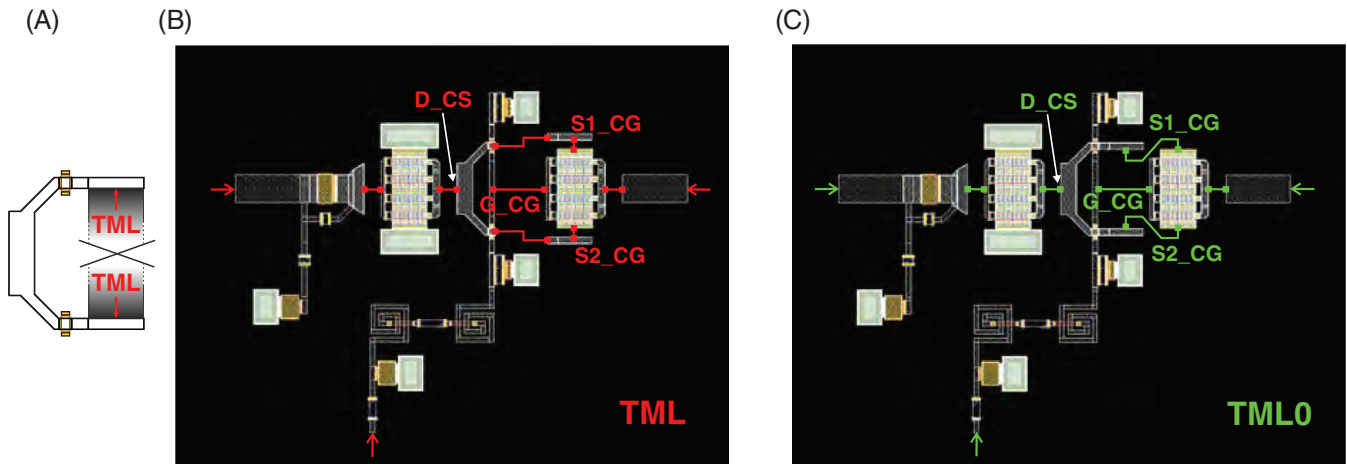 (A)
(B)
(C)
TML
TML
D_CS
S1_CG
G_CG
S2_CG
TML
D_CS
S1_CG
G_CG
S2_CG
TML0